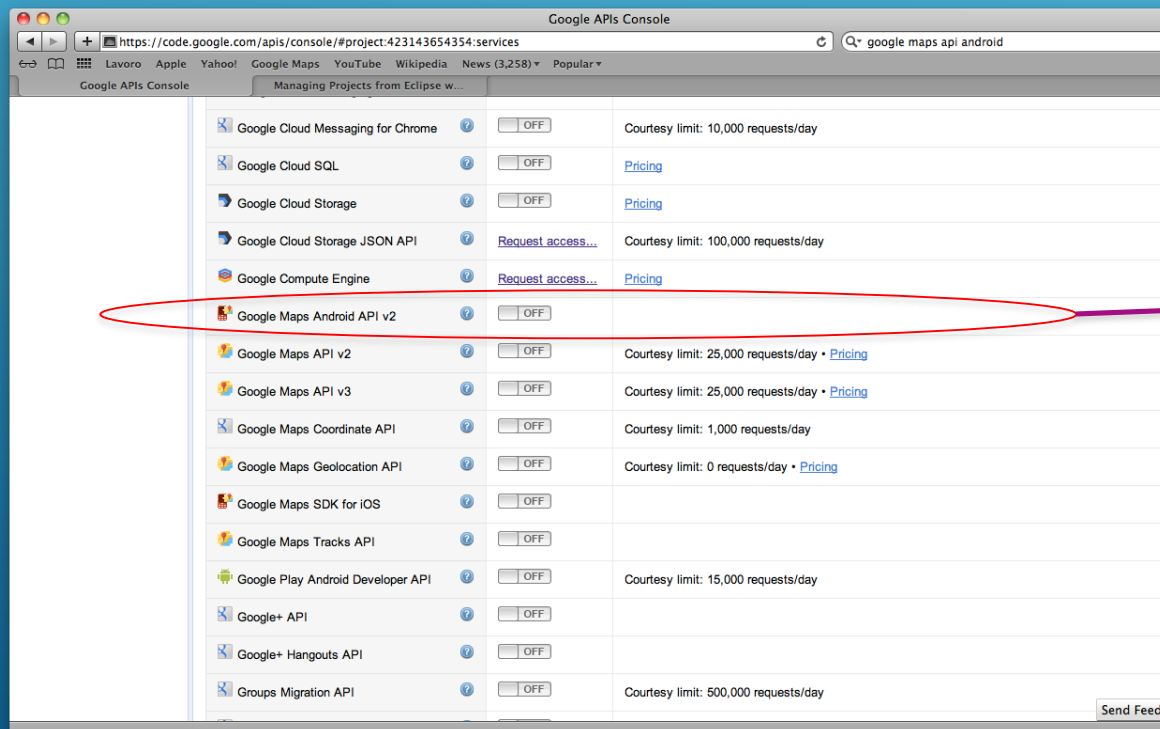 Google APIs Console
https://code.google.com/apis/console/#project:423143654354:services
google maps api android
Lavoro Apple Yahoo! Google Maps YouTube Wikipedia News (3,258) Popular
Google APIs Console
Managing Projects from Eclipse w...
Google Cloud Messaging for Chrome ? OFF Courtesy limit: 10,000 requests/day
Google Cloud SQL ? OFF Pricing
Google Cloud Storage ? OFF Pricing
Google Cloud Storage JSON API ? Request access... Courtesy limit: 100,000 requests/day
Google Compute Engine ? Request access... Pricing
Google Maps Android API v2 ? OFF
Google Maps API v2 ? OFF Courtesy limit: 25,000 requests/day • Pricing
Google Maps API v3 ? OFF Courtesy limit: 25,000 requests/day • Pricing
Google Maps Coordinate API ? OFF Courtesy limit: 1,000 requests/day
Google Maps Geolocation API ? OFF Courtesy limit: 0 requests/day • Pricing
Google Maps SDK for iOS ? OFF
Google Maps Tracks API ? OFF
Google Play Android Developer API ? OFF Courtesy limit: 15,000 requests/day
Google+ API ? OFF
Google+ Hangouts API ? OFF
Groups Migration API ? OFF Courtesy limit: 500,000 requests/day
Send Feed